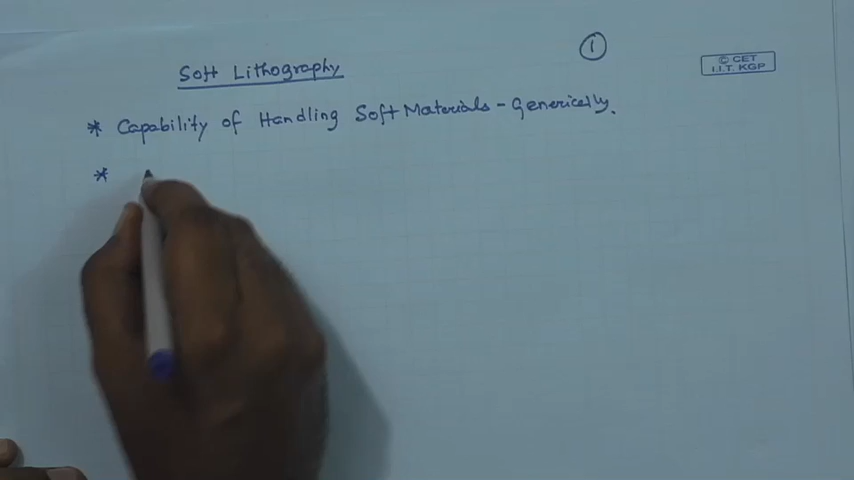 Soft Lithography
①
© CET
I.I.T. KGP
* Capability of Handling Soft Materials - Generically.
*